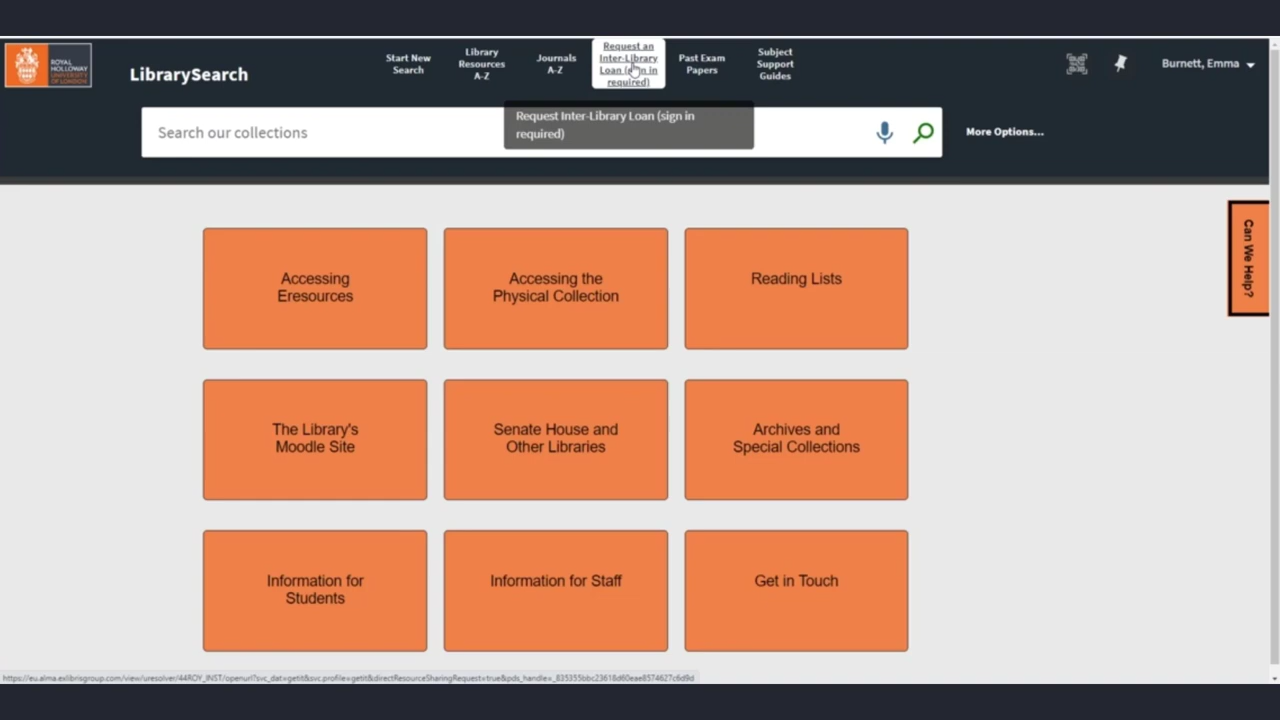 ROYAL
HOLLOWAY
UNIVERSITY
OF LONDON
LibrarySearch
Start New
Search
Library
Resources
A-Z
Journals
A-Z
Request an
Inter-Library
Loan (sign in
required)
Past Exam
Papers
Subject
Support
Guides
Burnett, Emma
Search our collections
Request Inter-Library Loan (sign in
required)
More Options...
Can We Help?
Accessing
Eresources
Accessing the
Physical Collection
Reading Lists
The Library's
Moodle Site
Senate House and
Other Libraries
Archives and
Special Collections
Information for
Students
Information for Staff
Get in Touch